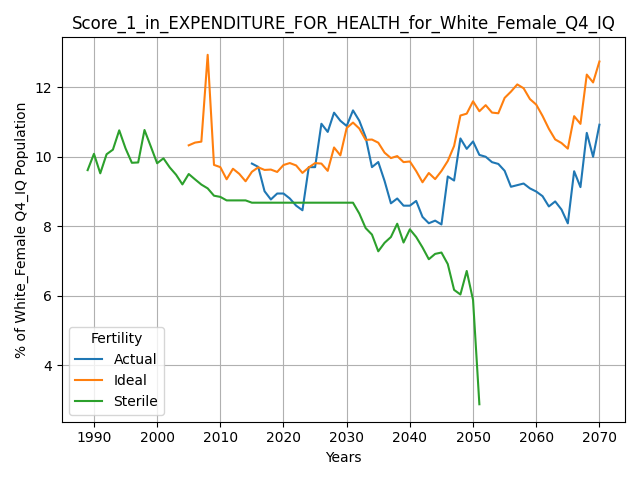 Score_1_in_EXPENDITURE_FOR_HEALTH_for_White_Female_Q4_IQ
% of White_Female Q4_IQ Population
12
10
8
6
4
Fertility
Actual
Ideal
Sterile
1990 2000 2010 2020 2030 2040 2050 2060 2070
Years